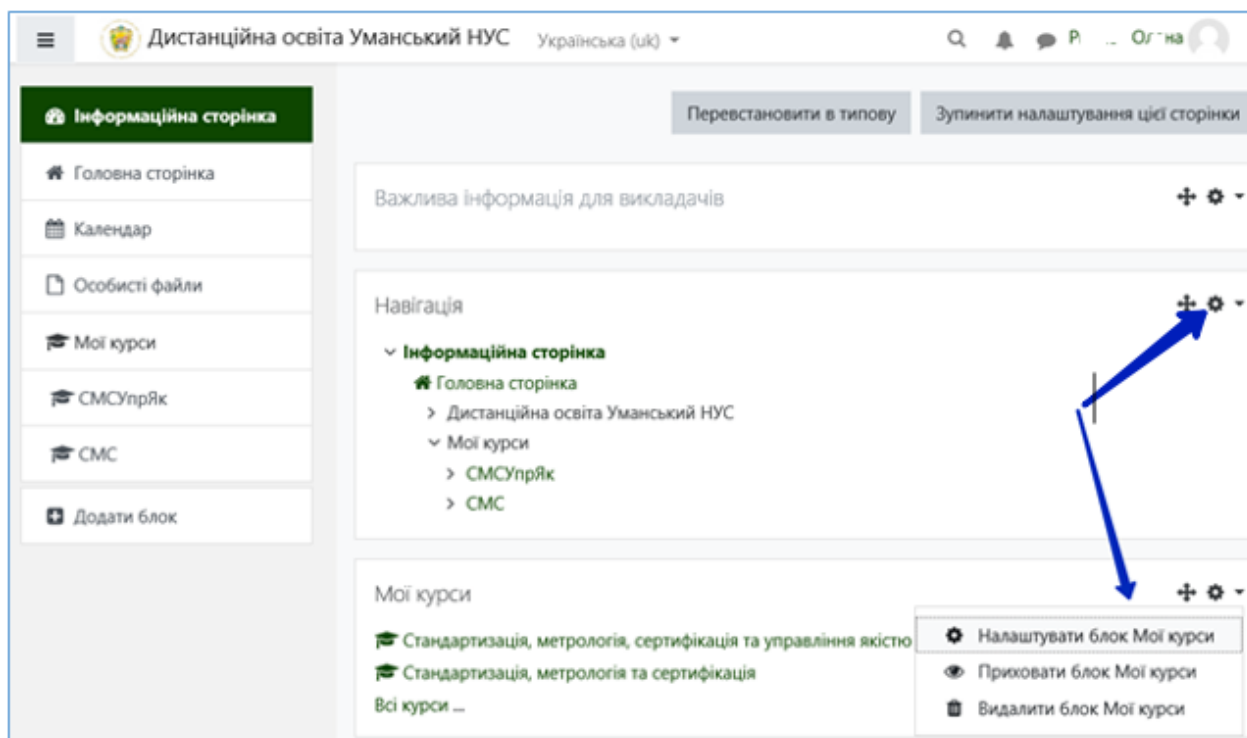 Дистанційна освіта Уманський НУС Українська (uk)
Інформаційна сторінка
Головна сторінка
Календар
Особисті файли
Мої курси
СМСУпрЯк
СМС
Додати блок
Перевстановити в типову Зупинити налаштування цієї сторінки
Важлива інформація для викладачів
Навігація
Інформаційна сторінка
Головна сторінка
Дистанційна освіта Уманський НУС
Мої курси
СМСУпрЯк
СМС
Мої курси
Стандартизація, метрологія, сертифікація та управління якістю
Стандартизація, метрологія та сертифікація
Всі курси ...
Налаштувати блок Мої курси
Приховати блок Мої курси
Видалити блок Мої курси